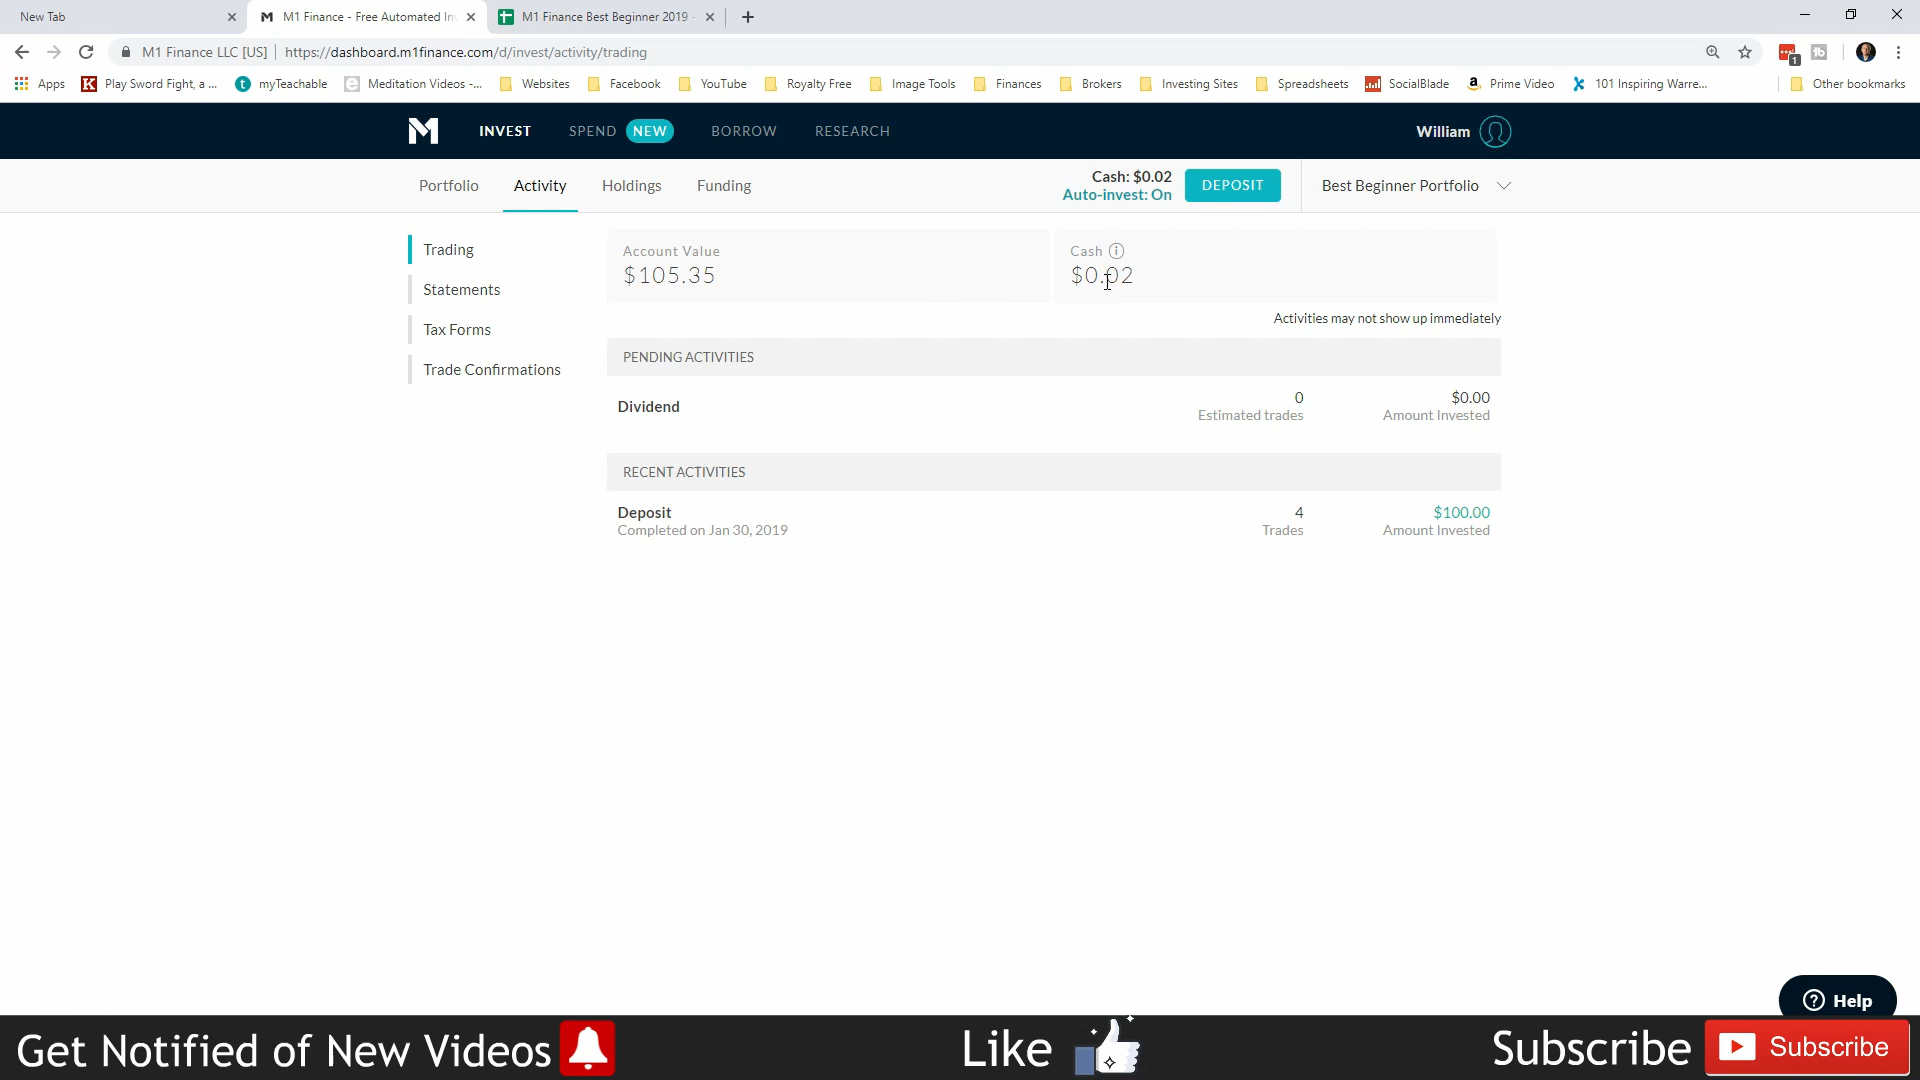 New Tab
M1 Finance - Free Automated In
M1 Finance Best Beginner 2019 -
M1 Finance LLC [US]
https://dashboard.m1finance.com/d/invest/activity/trading
1
Apps
K
Play Sword Fight, a ...
t
myTeachable
e
Meditation Videos -...
Websites
Facebook
YouTube
Royalty Free
Image Tools
Finances
Brokers
Investing Sites
Spreadsheets
SocialBlade
a
Prime Video
101 Inspiring Warre...
Other bookmarks
INVEST
SPEND
NEW
BORROW
RESEARCH
William
Portfolio
Activity
Holdings
Funding
Cash: $0.02
Auto-invest: On
DEPOSIT
Best Beginner Portfolio
Trading
Statements
Tax Forms
Trade Confirmations
Account Value
$105.35
Cash
$0.02
Activities may not show up immediately
PENDING ACTIVITIES
Dividend
0
Estimated trades
$0.00
Amount Invested
RECENT ACTIVITIES
Deposit
Completed on Jan 30, 2019
4
Trades
$100.00
Amount Invested
? Help
Get Notified of New Videos
Like
Subscribe
Subscribe